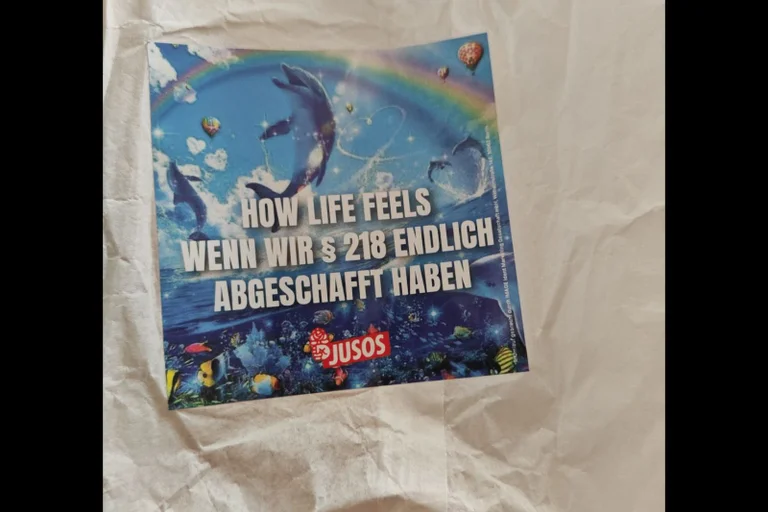 HOW LIFE FEELS
WENN WIR § 218 ENDLICH
ABGESCHAFFT HABEN
JUSOS